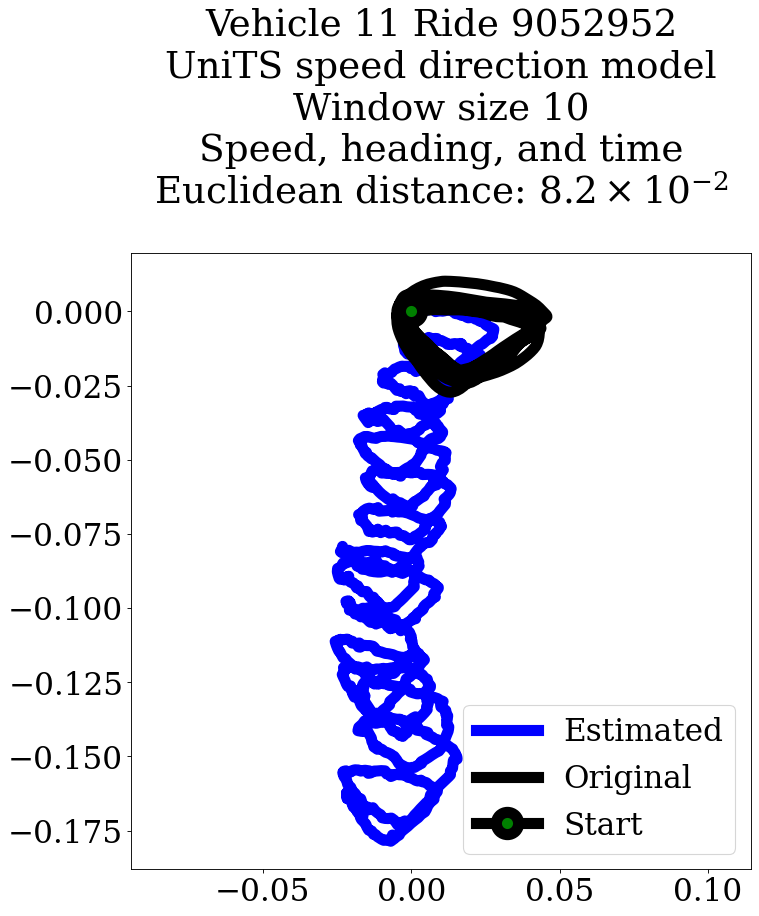 Vehicle 11 Ride 9052952
UniTS speed direction model
Window size 10
Speed, heading, and time
Euclidean distance: 8.2 × 10⁻²
0.000
−0.025
−0.050
−0.075
−0.100
−0.125
−0.150
−0.175
−0.05
0.00
0.05
0.10
Estimated
Original
Start